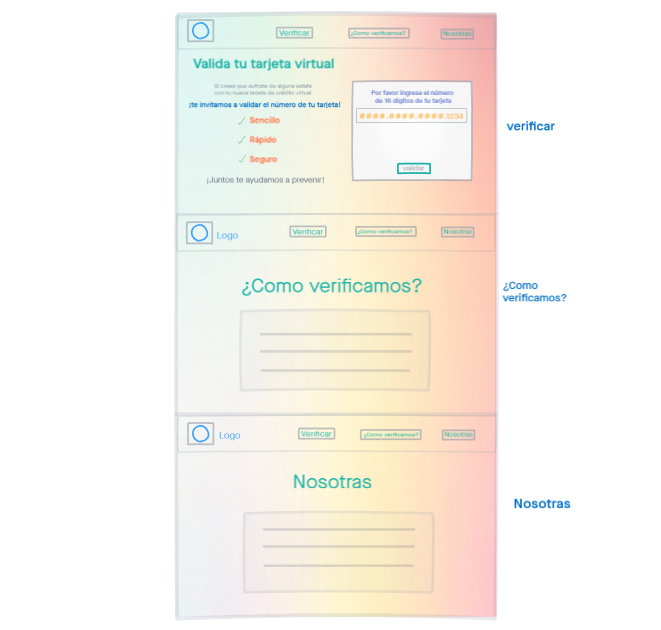 Verificar
¿Como verificamos?
Nosotras
Valida tu tarjeta virtual
Si crees que sufriste de alguna estafa
con tu nueva tarjeta de crédito virtual
¡te invitamos a validar el número de tu tarjeta!
Sencillo
Rápido
Seguro
¡Juntos te ayudamos a prevenir!
Por favor ingresa el número
de 16 dígitos de tu tarjeta
####.####.####.1234
validar
verificar
Logo
Verificar
¿Como verificamos?
Nosotras
¿Como verificamos?
¿Como
verificamos?
Logo
Verificar
¿Como verificamos?
Nosotras
Nosotras
Nosotras